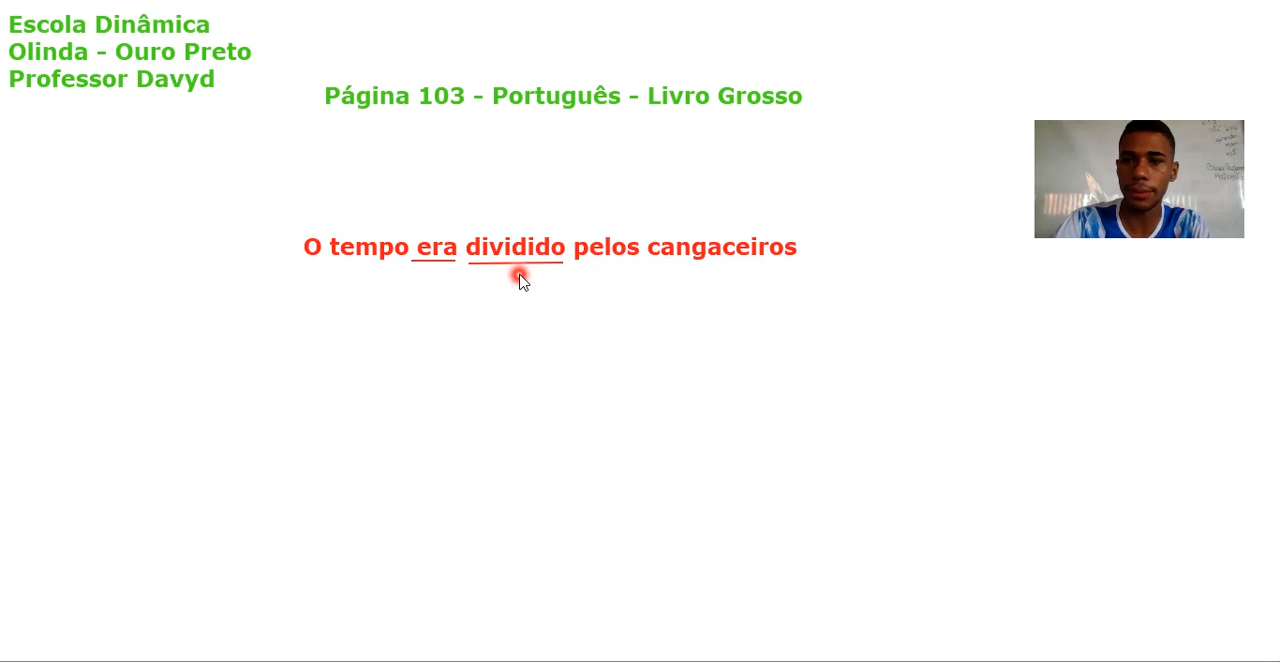 Escola Dinâmica
Olinda - Ouro Preto
Professor Davyd
Página 103 - Português - Livro Grosso
O tempo era dividido pelos cangaceiros